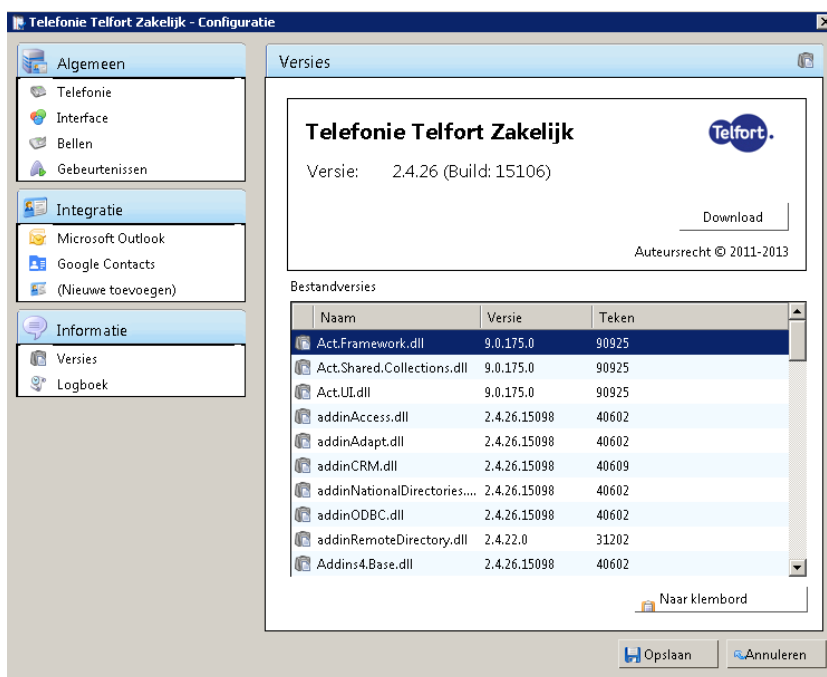 Telefonie Telfort Zakelijk - Configuratie
Algemeen
Telefonie
Interface
Bellen
Gebeurtenissen
Integratie
Microsoft Outlook
Google Contacts
(Nieuwe toevoegen)
Informatie
Versies
Logboek
Versies
Telefonie Telfort Zakelijk
Telfort.
Versie: 2.4.26 (Build: 15106)
Download
Auteursrecht © 2011-2013
Bestandversies
Naam Versie Teken
Act.Framework.dll 9.0.175.0 90925
Act.Shared.Collections.dll 9.0.175.0 90925
Act.UI.dll 9.0.175.0 90925
addinAccess.dll 2.4.26.15098 40602
addinAdapt.dll 2.4.26.15098 40602
addinCRM.dll 2.4.26.15098 40609
addinNationalDirectories.... 2.4.26.15098 40602
addinODBC.dll 2.4.26.15098 40602
addinRemoteDirectory.dll 2.4.22.0 31202
Addins4.Base.dll 2.4.26.15098 40602
Naar klembord
Opslaan
Annuleren